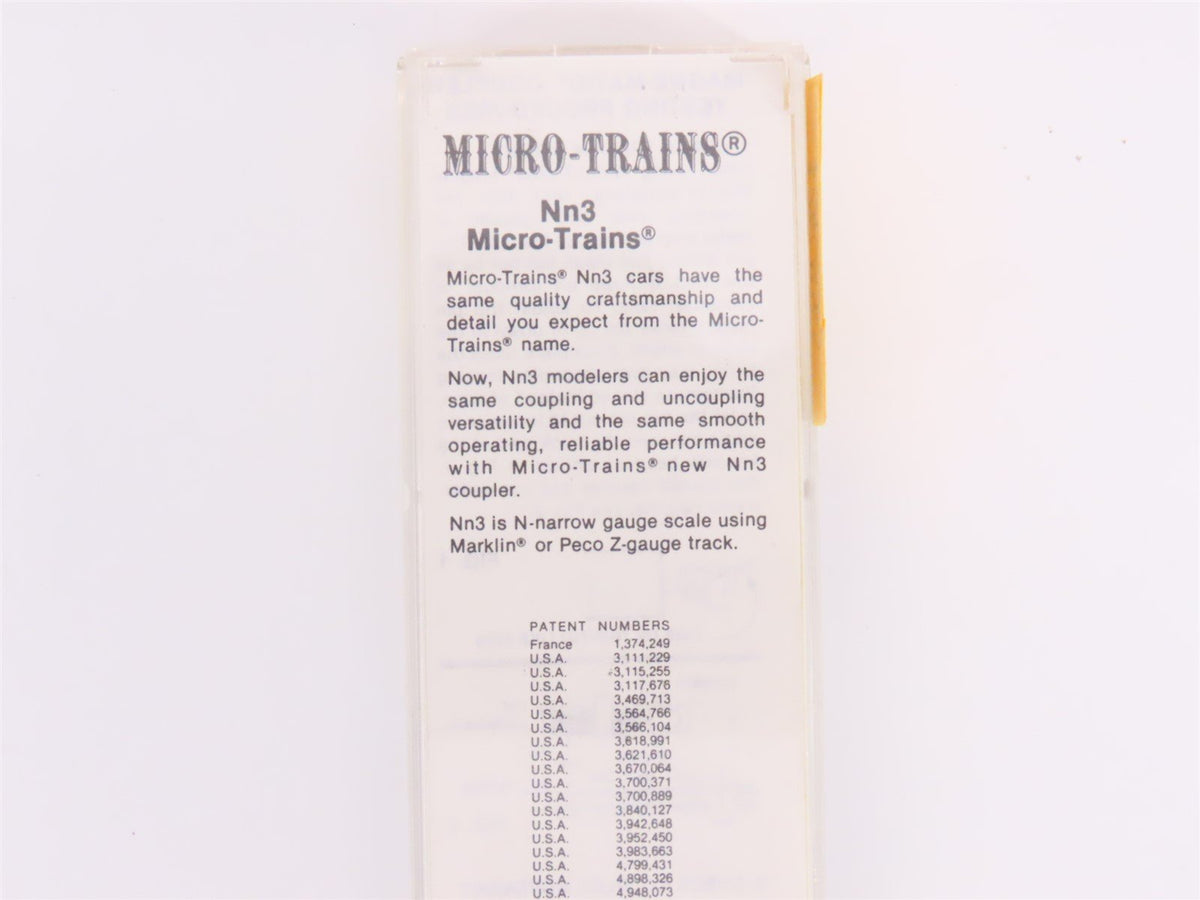 MICRO-TRAINS®
Nn3
Micro-Trains®
Micro-Trains® Nn3 cars have the
same quality craftsmanship and
detail you expect from the Micro-
Trains® name.
Now, Nn3 modelers can enjoy the
same coupling and uncoupling
versatility and the same smooth
operating, reliable performance
with Micro-Trains® new Nn3
coupler.
Nn3 is N-narrow gauge scale using
Marklin® or Peco Z-gauge track.
PATENT NUMBERS
France 1,374,249
U.S.A. 3,111,229
U.S.A. 3,115,255
U.S.A. 3,117,676
U.S.A. 3,469,713
U.S.A. 3,564,766
U.S.A. 3,566,104
U.S.A. 3,618,991
U.S.A. 3,621,610
U.S.A. 3,670,064
U.S.A. 3,700,371
U.S.A. 3,700,889
U.S.A. 3,840,127
U.S.A. 3,942,648
U.S.A. 3,952,450
U.S.A. 3,983,663
U.S.A. 4,799,431
U.S.A. 4,898,326
U.S.A. 4,948,073